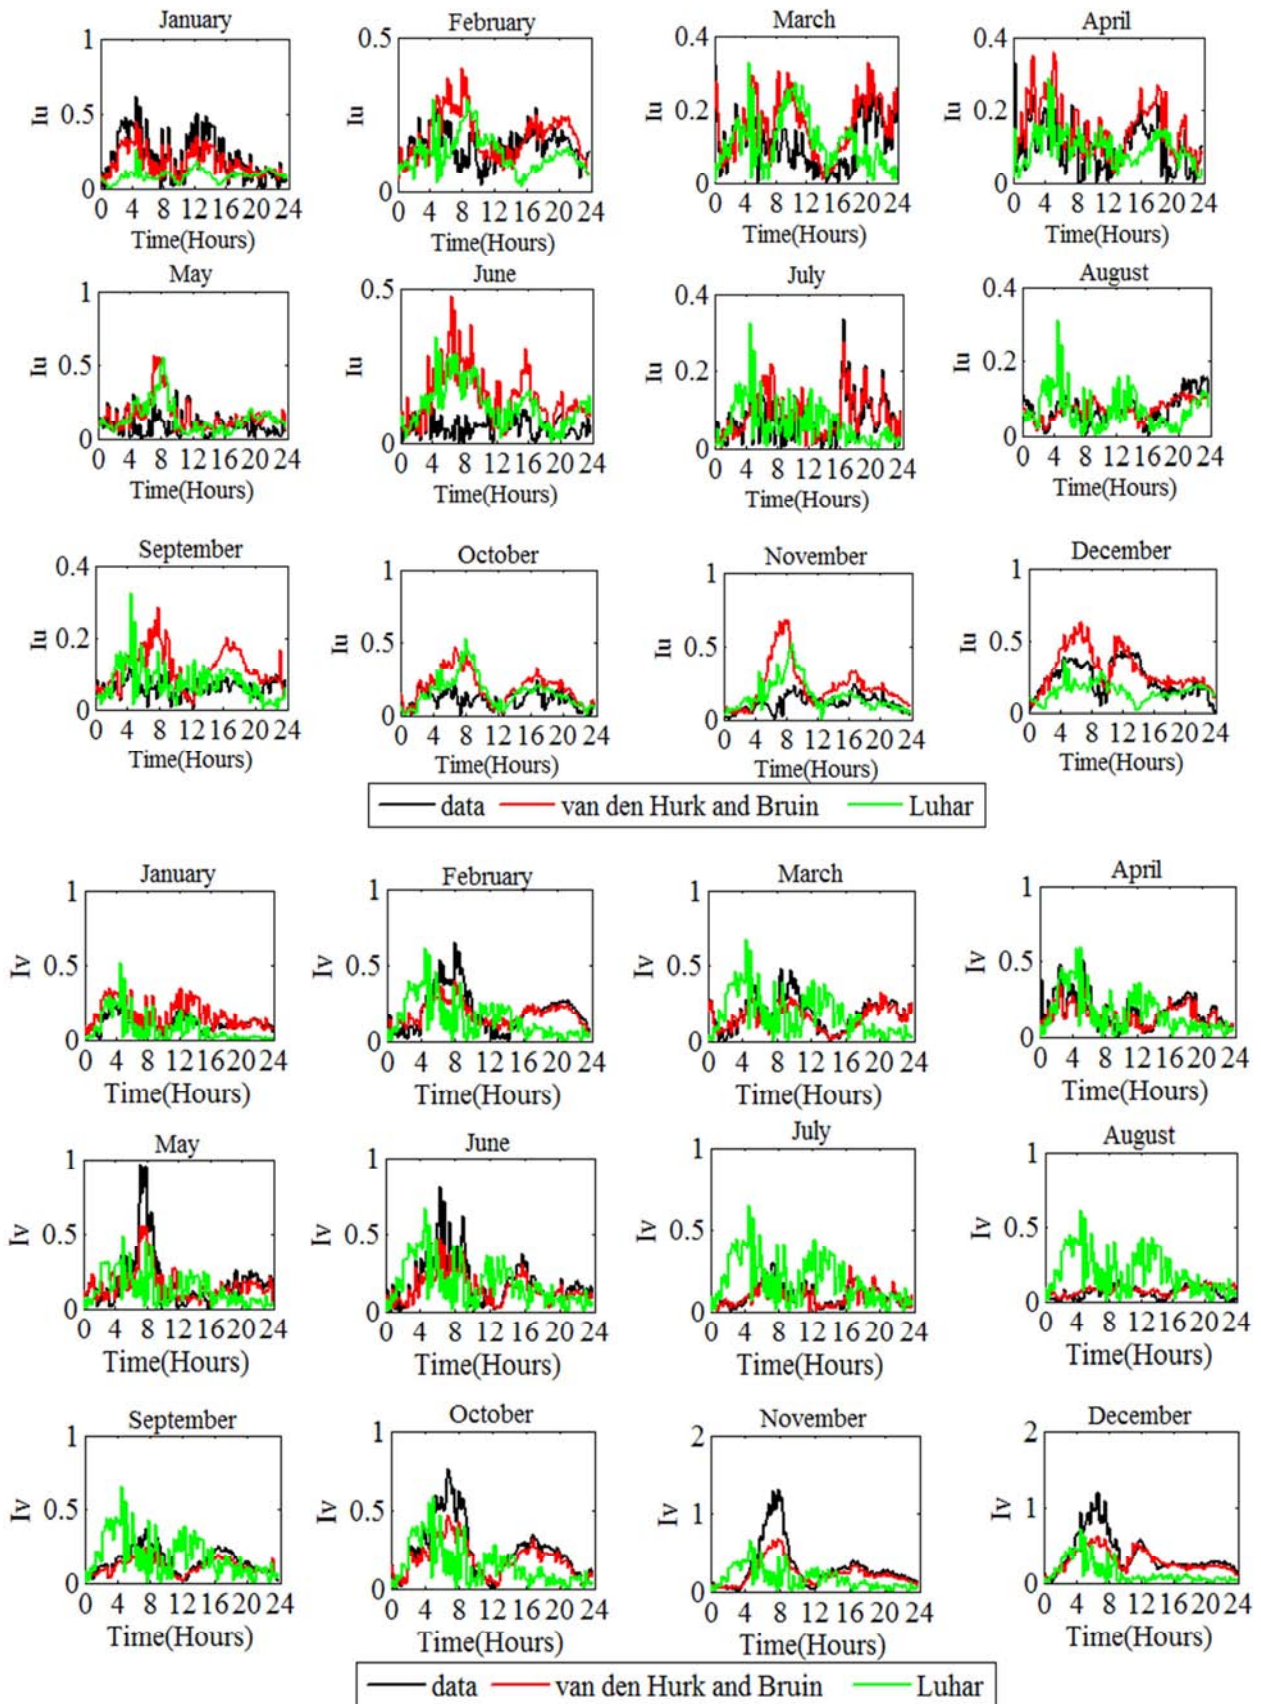 January February March April
1 0.5 0.4 0.4
Iu 0.5 Iu Iu 0.2 Iu 0.2
0 0 0 0
0 4 8 12 16 20 24 0 4 8 12 16 20 24 0 4 8 12 16 20 24 0 4 8 12 16 20 24
Time(Hours) Time(Hours) Time(Hours) Time(Hours)
May June July August
1 0.5 0.4 0.4
Iu 0.5 Iu Iu 0.2 Iu 0.2
0 0 0 0
0 4 8 12 16 20 24 0 4 8 12 16 20 24 0 4 8 12 16 20 24 0 4 8 12 16 20 24
Time(Hours) Time(Hours) Time(Hours) Time(Hours)
September October November December
0.4 1 1 1
Iu 0.2 Iu 0.5 Iu 0.5 Iu 0.5
0 0 0 0
0 4 8 12 16 20 24 0 4 8 12 16 20 24 0 4 8 12 16 20 24 0 4 8 12 16 20 24
Time(Hours) Time(Hours) Time(Hours) Time(Hours)
data van den Hurk and Bruin Luhar
January February March April
1 1 1 1
Iv 0.5 Iv 0.5 Iv 0.5 Iv 0.5
0 0 0 0
0 4 8 12 16 20 24 0 4 8 12 16 20 24 0 4 8 12 16 20 24 0 4 8 12 16 20 24
Time(Hours) Time(Hours) Time(Hours) Time(Hours)
May June July August
1 1 1 1
Iv 0.5 Iv 0.5 Iv 0.5 Iv 0.5
0 0 0 0
0 4 8 12 16 20 24 0 4 8 12 16 20 24 0 4 8 12 16 20 24 0 4 8 12 16 20 24
Time(Hours) Time(Hours) Time(Hours) Time(Hours)
September October November December
1 1 2 2
Iv 0.5 Iv 0.5 Iv 1 Iv 1
0 0 0 0
0 4 8 12 16 20 24 0 4 8 12 16 20 24 0 4 8 12 16 20 24 0 4 8 12 16 20 24
Time(Hours) Time(Hours) Time(Hours) Time(Hours)
data van den Hurk and Bruin Luhar